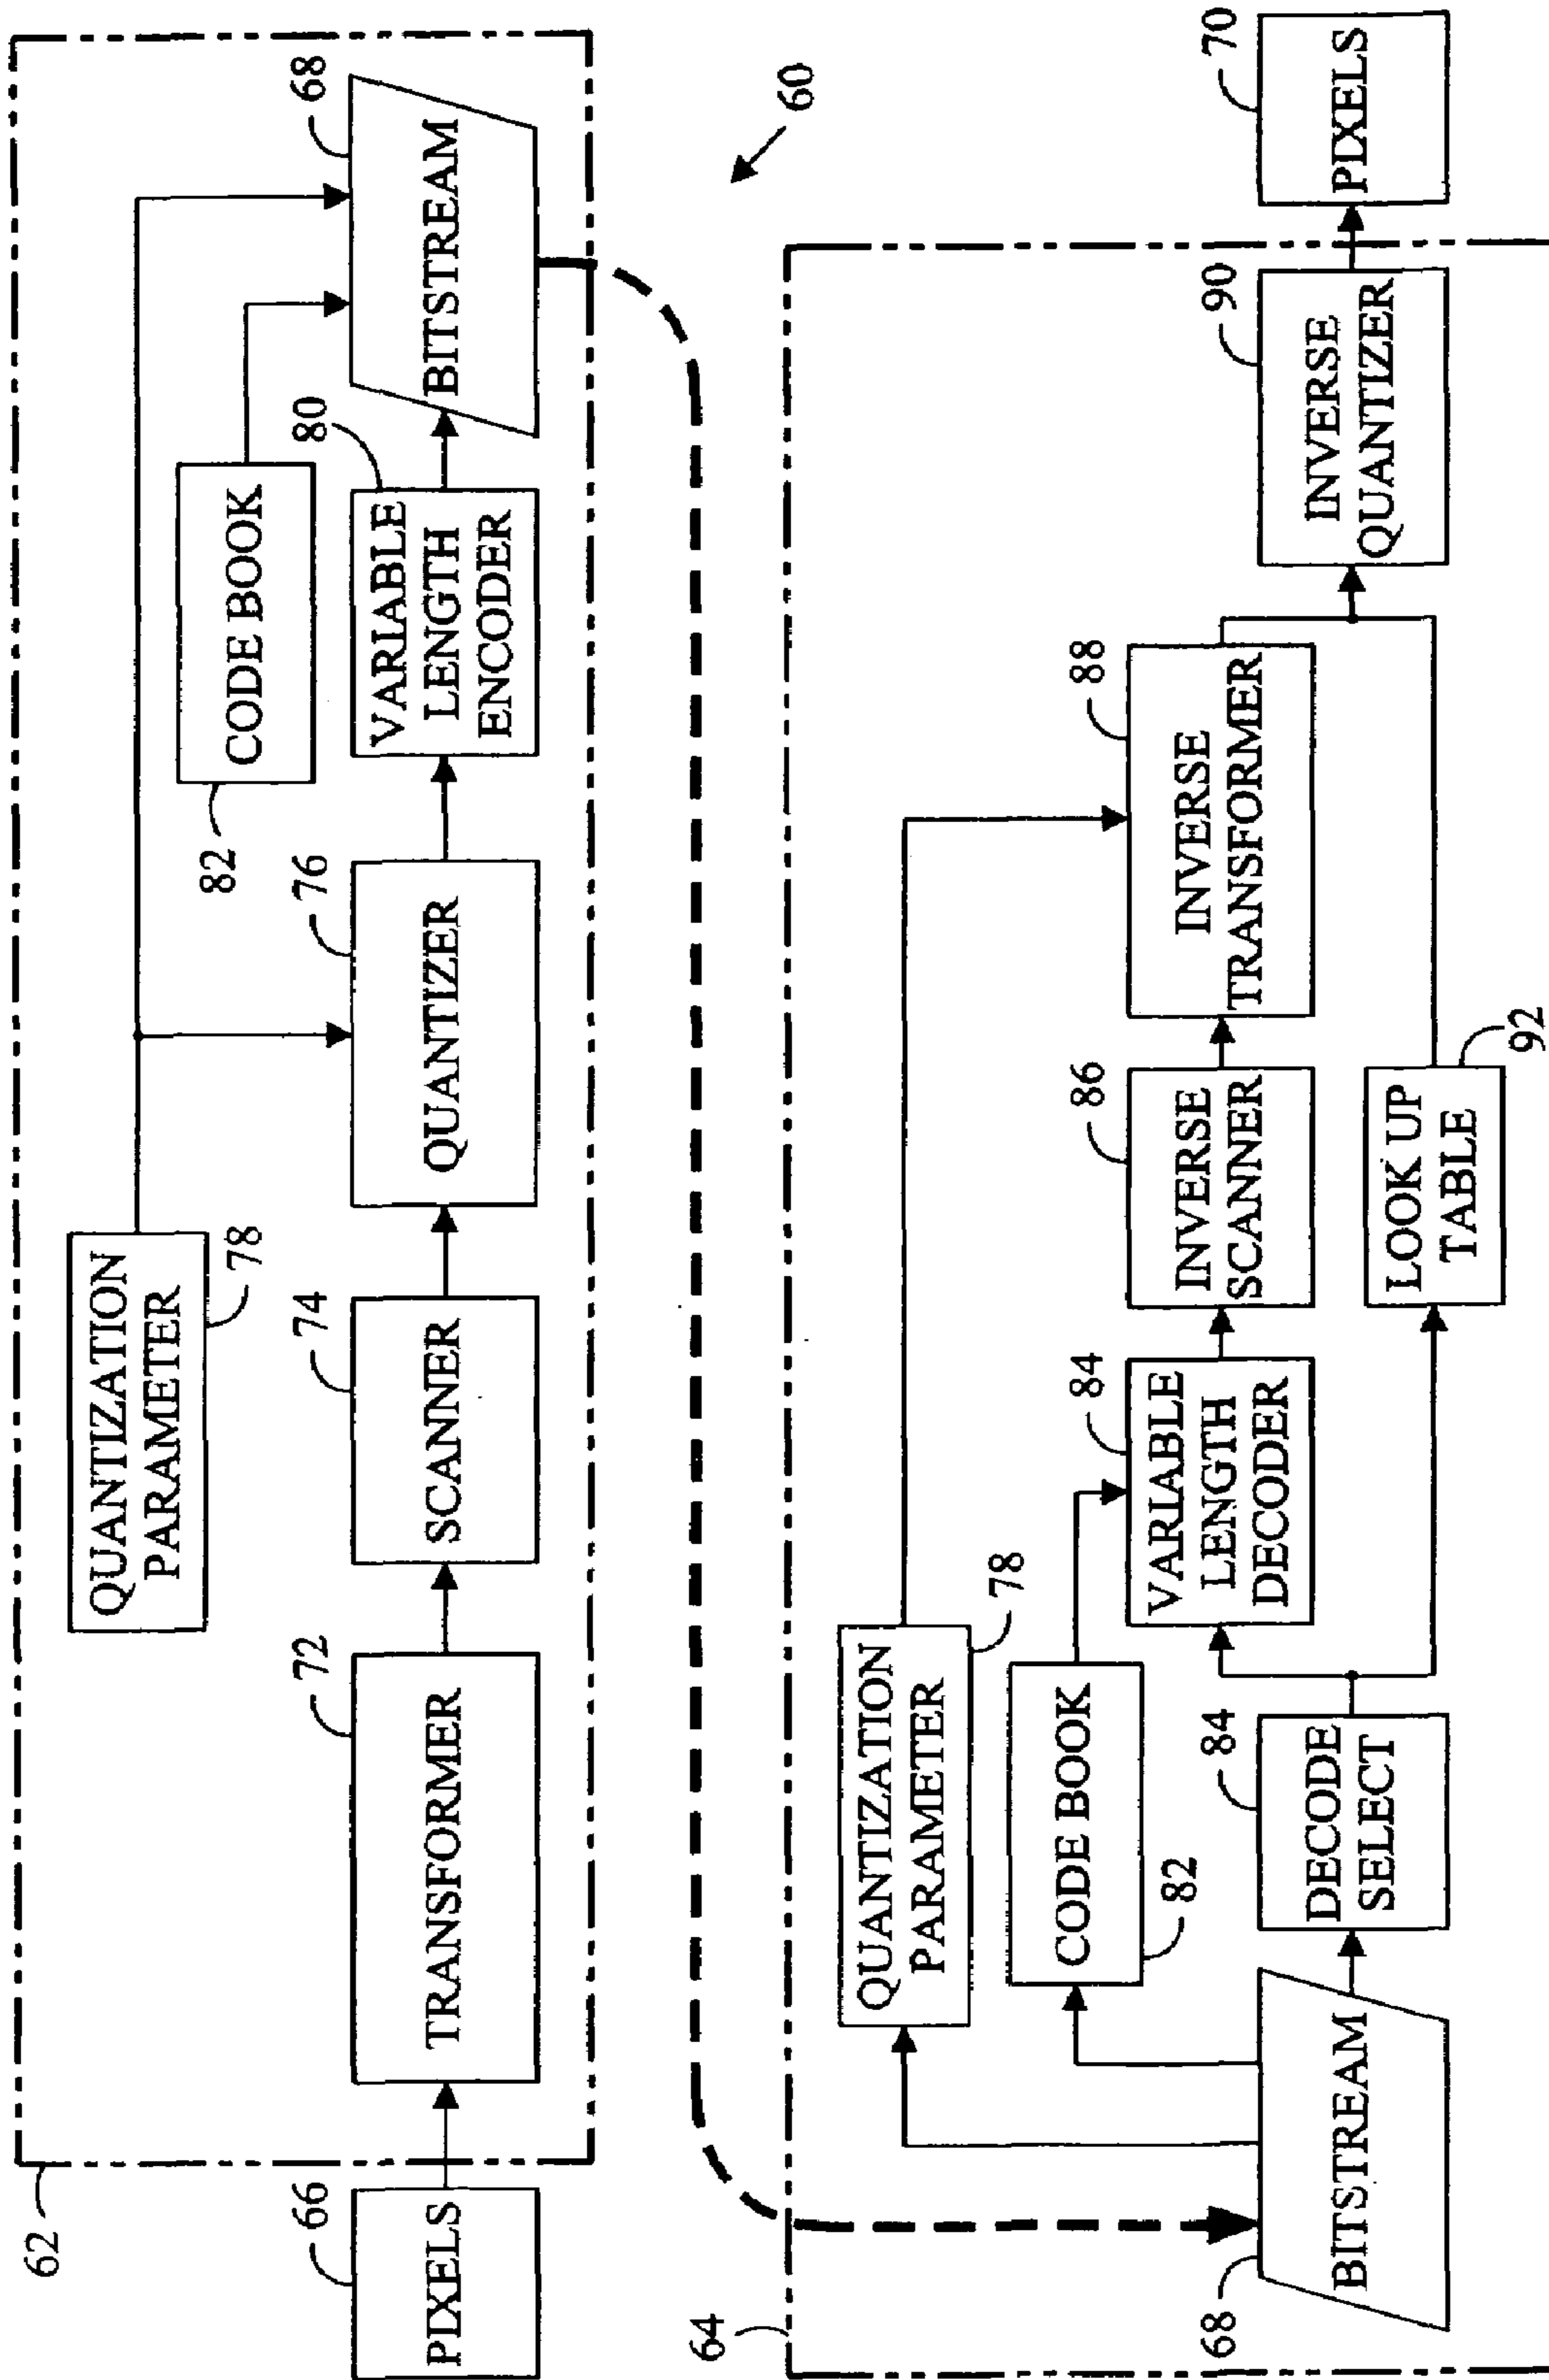 62
66
PIXELS
72
TRANSFORMER
74
SCANNER
QUANTIZATION
PARAMETER
78
76
QUANTIZER
82
CODE BOOK
80
VARIABLE
LENGTH
ENCODER
68
BITSTREAM
60
64
68
BITSTREAM
QUANTIZATION
PARAMETER
78
CODE BOOK
82
84
DECODE
SELECT
84
VARIABLE
LENGTH
DECODER
86
INVERSE
SCANNER
LOOK UP
TABLE
92
88
INVERSE
TRANSFORMER
90
INVERSE
QUANTIZER
70
PIXELS